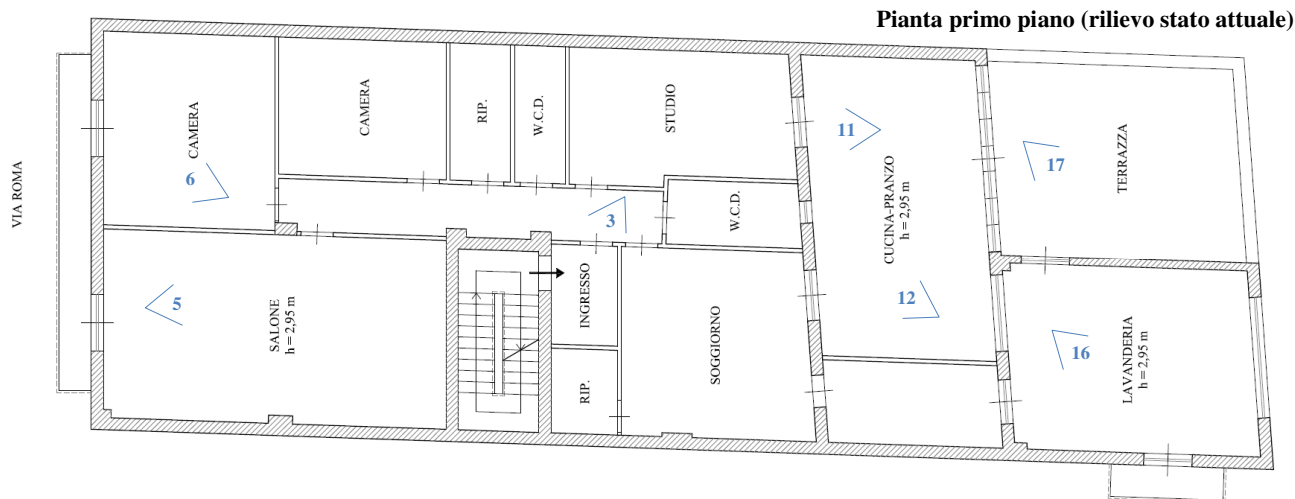 Pianta primo piano (rilievo stato attuale)
VIA ROMA
CAMERA
6
CAMERA
RIP.
W.C.D.
STUDIO
3
W.C.D.
11
CUCINA-PRANZO
h = 2,95 m
12
17
TERRAZZA
5
SALONE
h = 2,95 m
INGRESSO
RIP.
SOGGIORNO
16
LAVANDERIA
h = 2,95 m